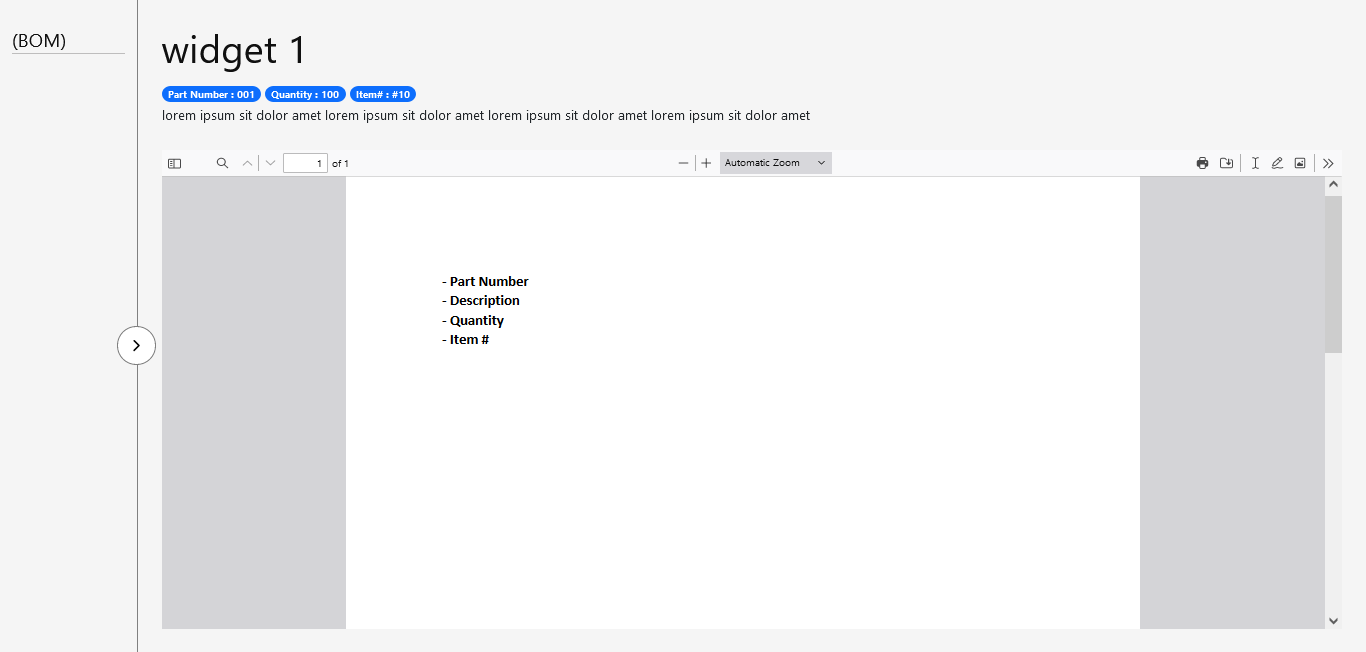 (BOM)
widget 1
Part Number : 001 Quantity : 100 Item# : #10
lorem ipsum sit dolor amet lorem ipsum sit dolor amet lorem ipsum sit dolor amet lorem ipsum sit dolor amet
1 of 1 Automatic Zoom
- Part Number
- Description
- Quantity
- Item #